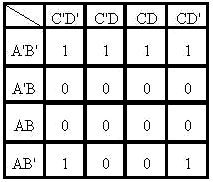 C'D' C'D CD CD'
A'B' 1 1 1 1
A'B 0 0 0 0
AB 0 0 0 0
AB' 1 0 0 1